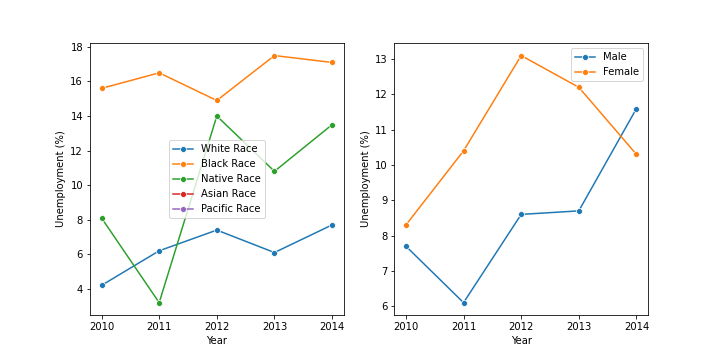 18
16
14
12
10
8
6
4
Unemployment (%)
White Race
Black Race
Native Race
Asian Race
Pacific Race
2010 2011 2012 2013 2014
Year
13
12
11
10
9
8
7
6
Unemployment (%)
Male
Female
2010 2011 2012 2013 2014
Year